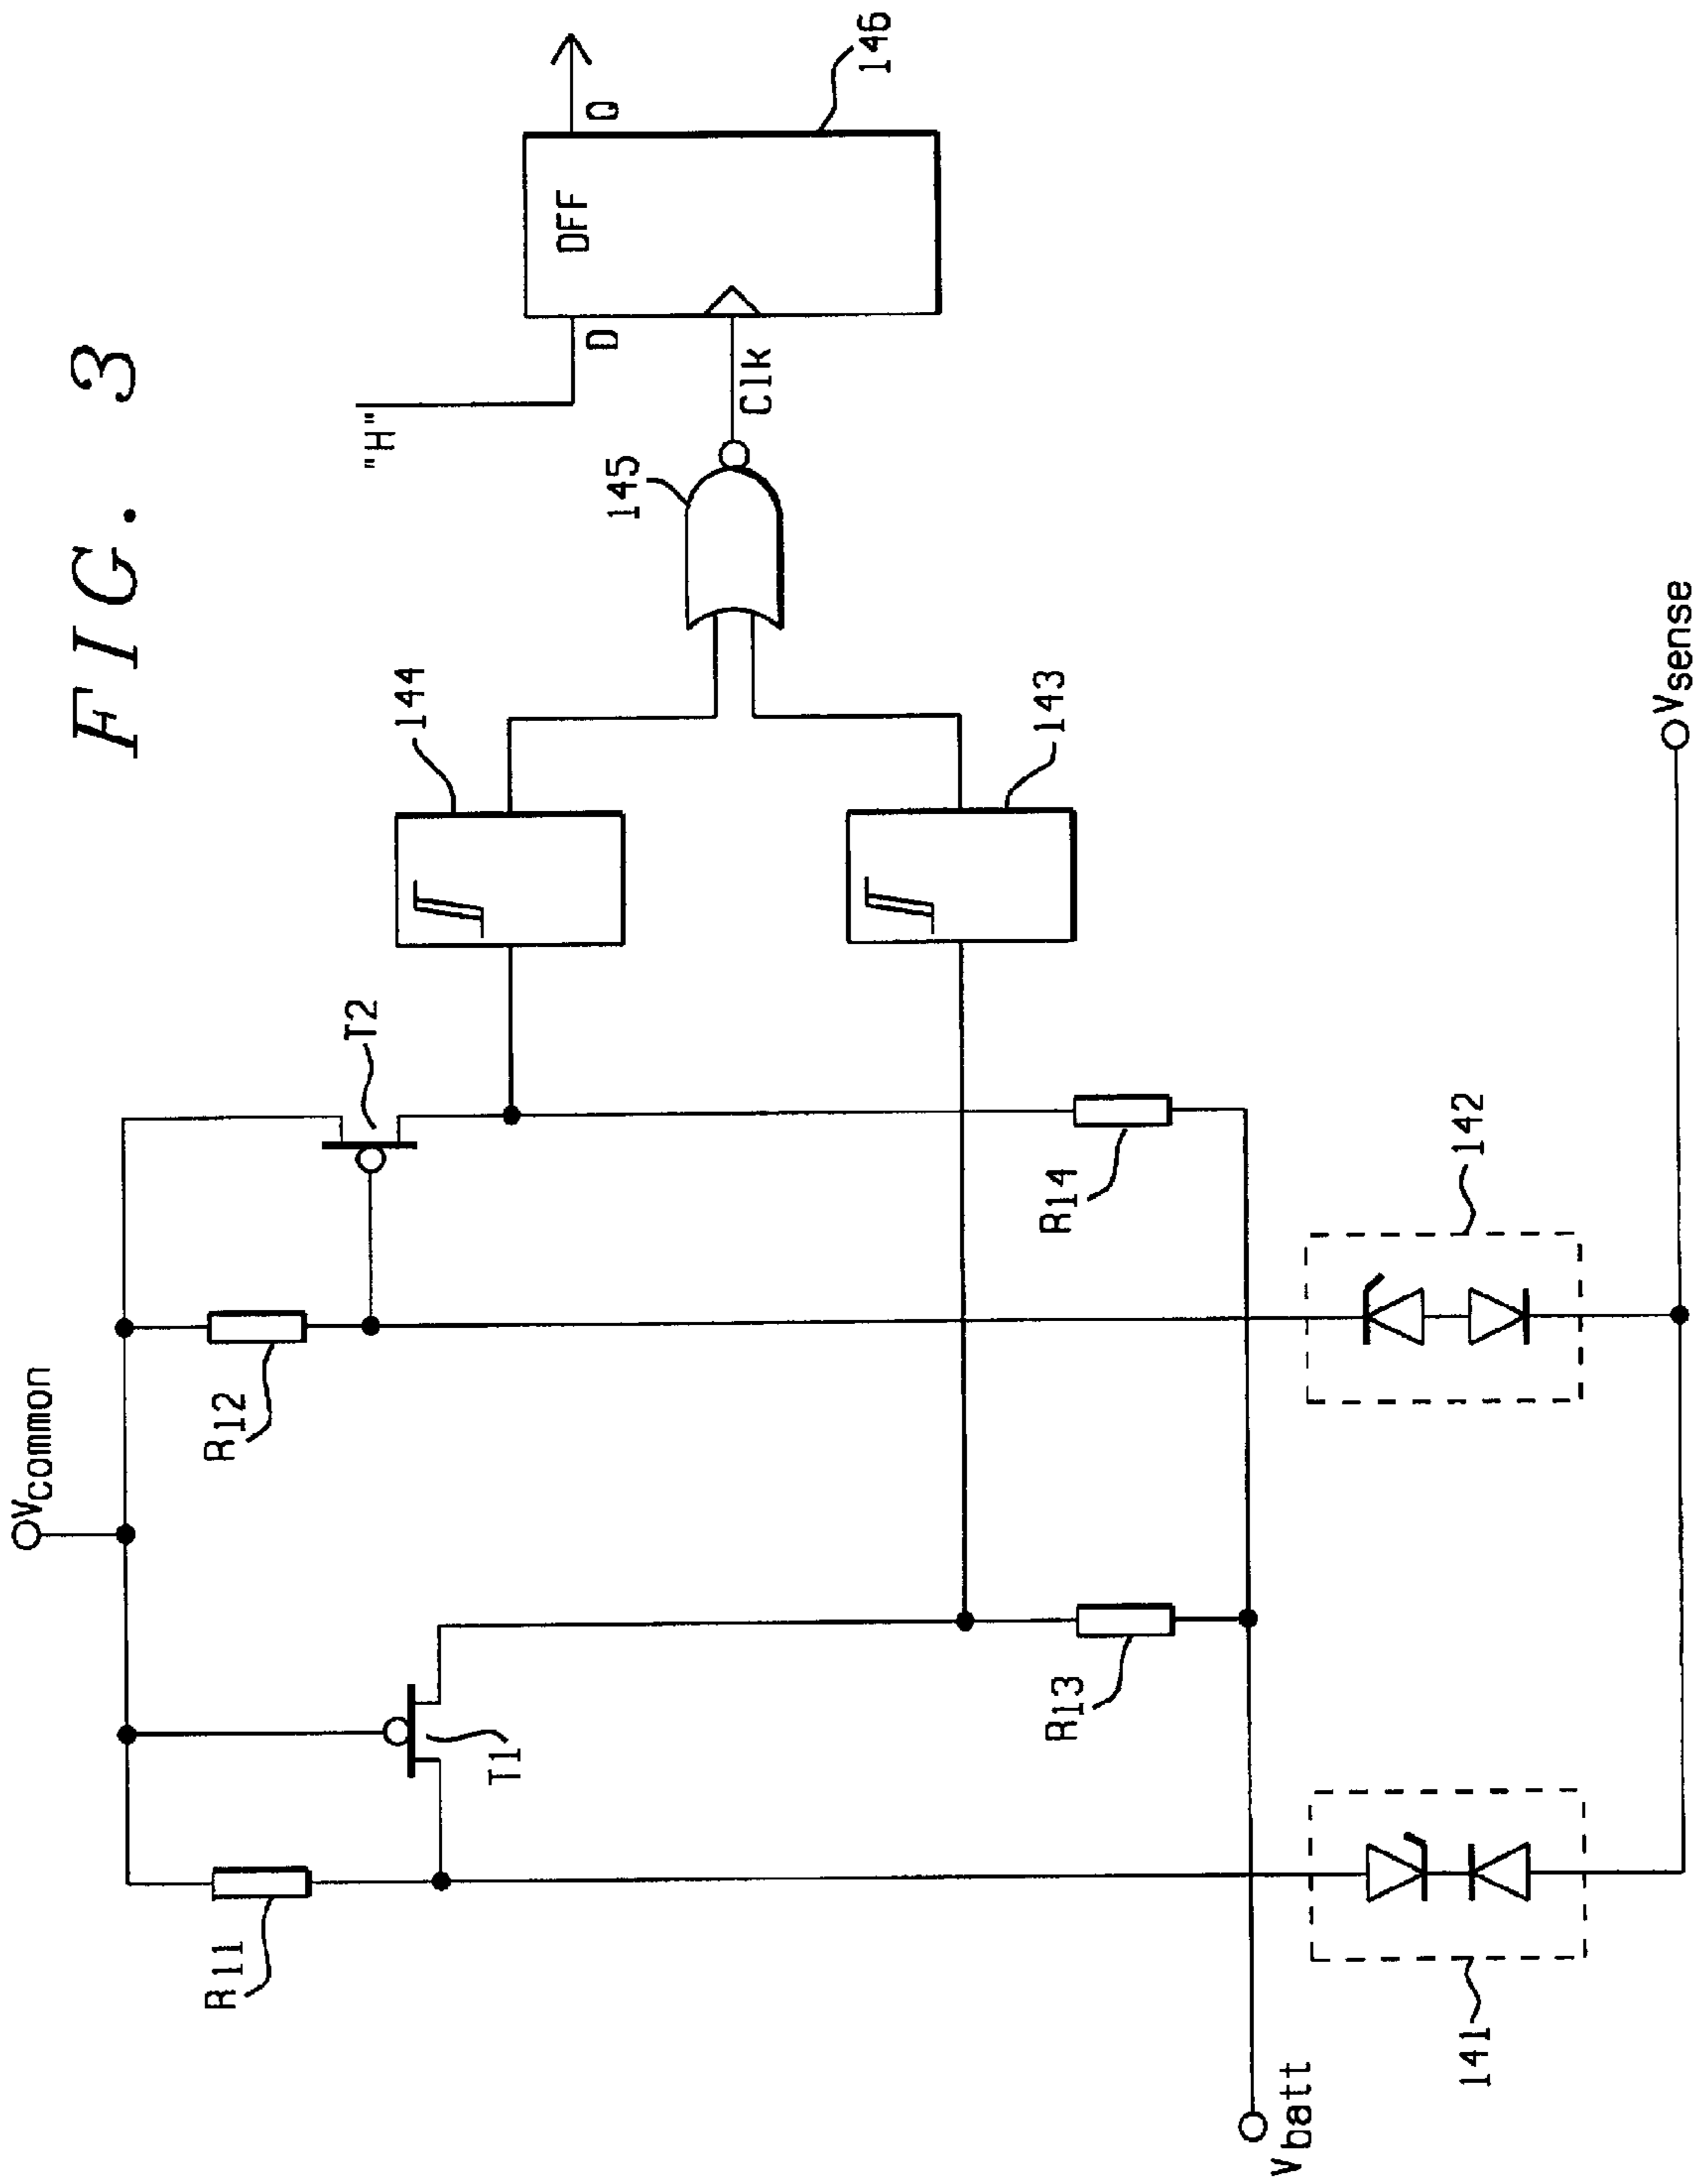 FIG. 3
Vcommon
R11
R12
T1
T2
R13
R14
144
143
145
"H"
D
Clk
DFF
Q
146
Vbatt
141
142
Vsense